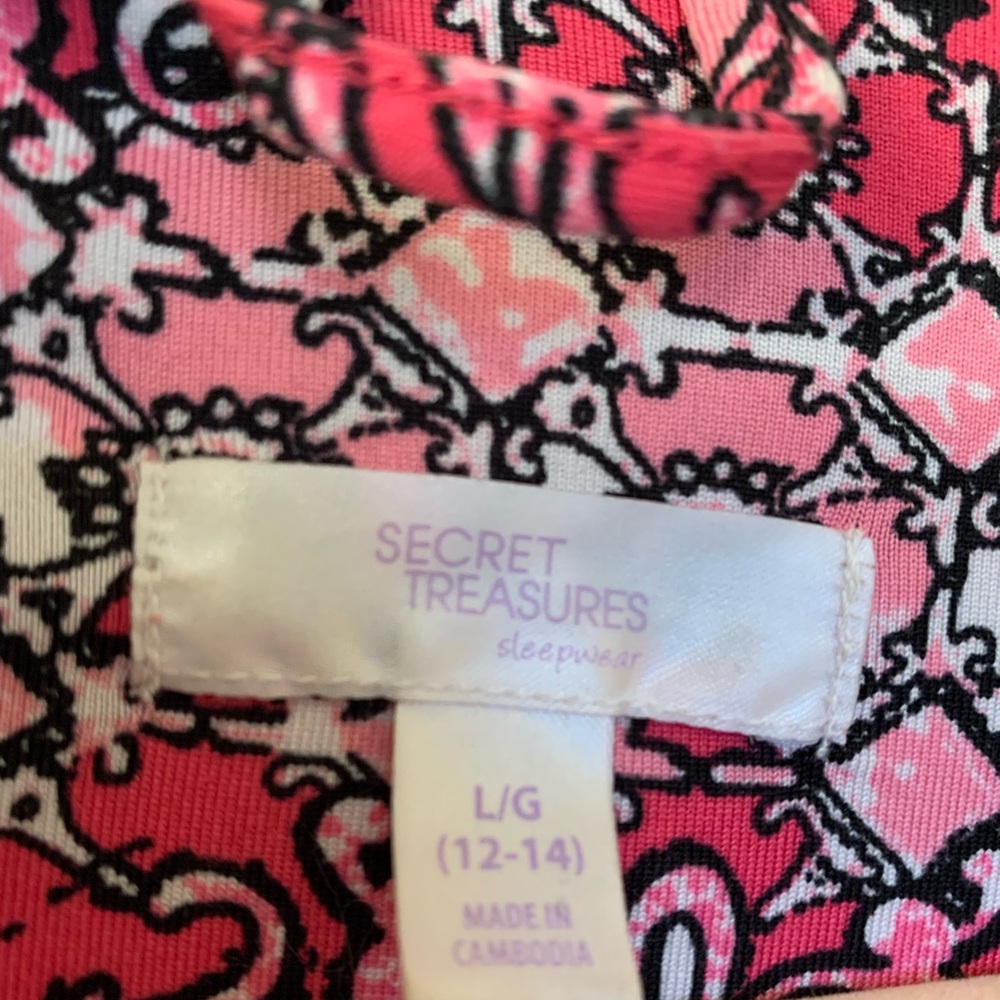 SECRET
TREASURES
sleepwear
L/G
(12-14)
MADE IN
CAMBODIA